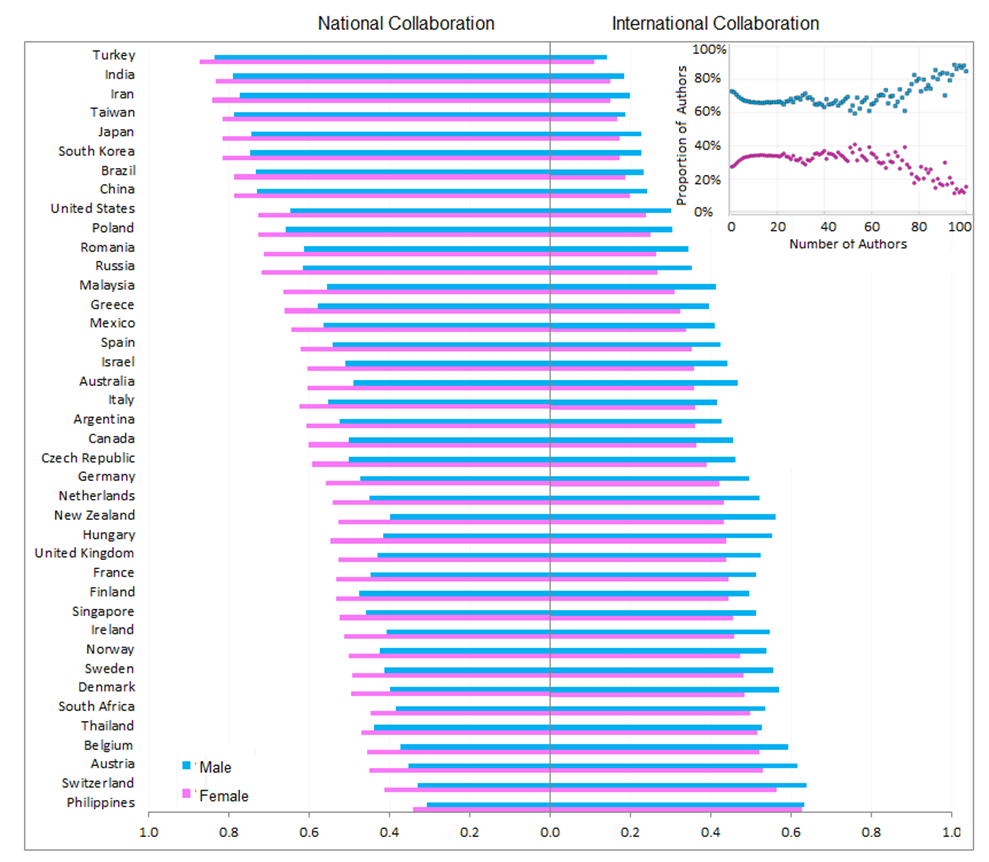 National Collaboration
International Collaboration
Turkey
India
Iran
Taiwan
Japan
South Korea
Brazil
China
United States
Poland
Romania
Russia
Malaysia
Greece
Mexico
Spain
Israel
Australia
Italy
Argentina
Canada
Czech Republic
Germany
Netherlands
New Zealand
Hungary
United Kingdom
France
Finland
Singapore
Ireland
Norway
Sweden
Denmark
South Africa
Thailand
Belgium
Austria
Switzerland
Philippines
Male
Female
1.0 0.8 0.6 0.4 0.2 0.0 0.2 0.4 0.6 0.8 1.0
Proportion of Authors
100%
80%
60%
40%
20%
0%
0 20 40 60 80 100
Number of Authors